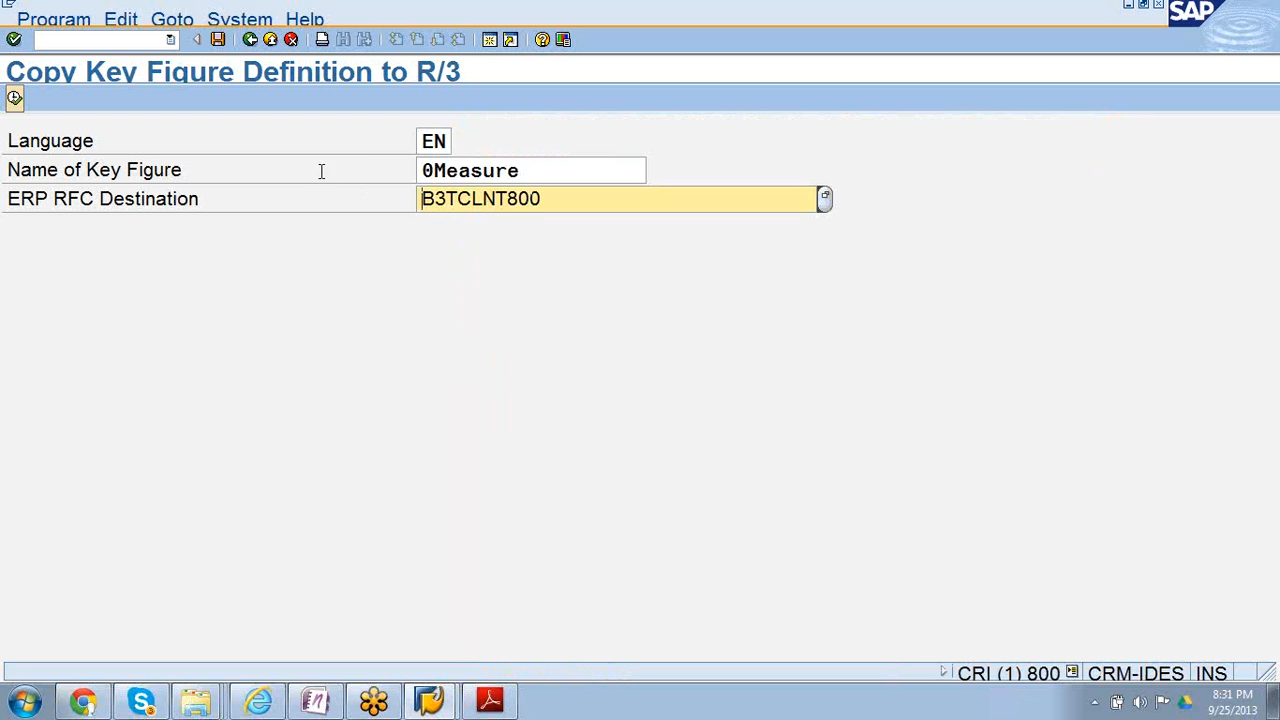 Program Edit Goto System Help
SAP
Copy Key Figure Definition to R/3
Language EN
Name of Key Figure 0Measure
ERP RFC Destination B3TCLNT800
CRI (1) 800 CRM-IDES INS
8:31 PM
9/25/2013